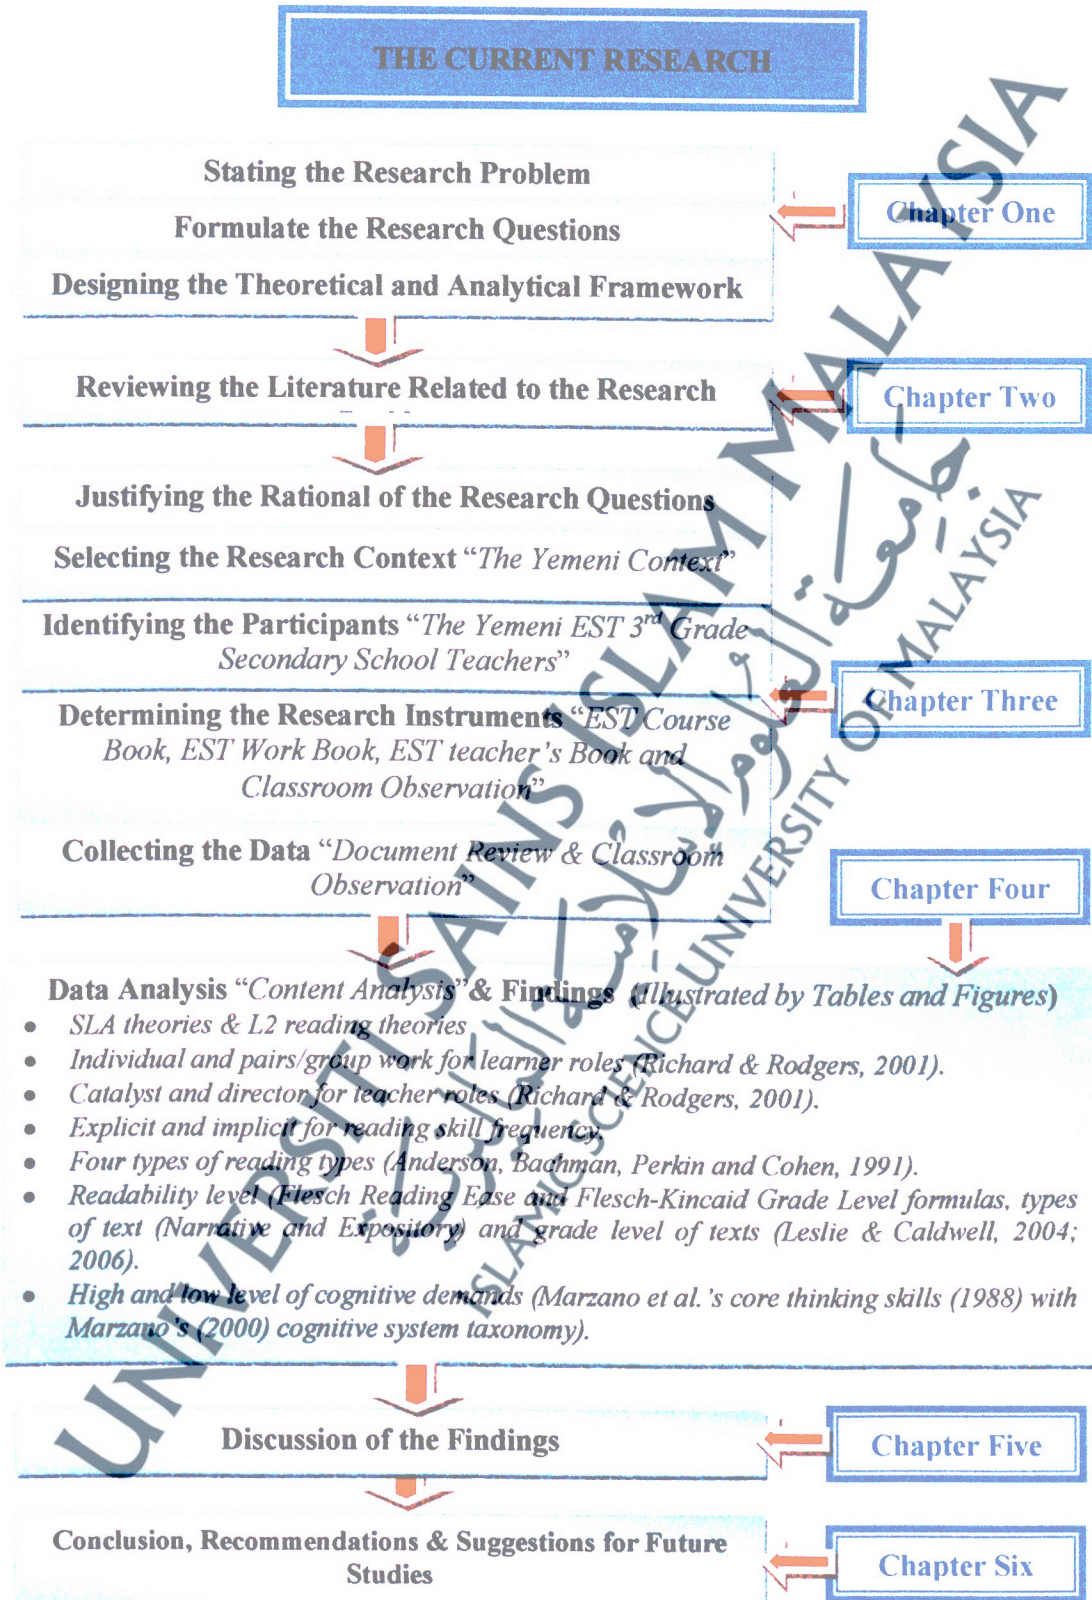 THE CURRENT RESEARCH
Stating the Research Problem
Formulate the Research Questions
Designing the Theoretical and Analytical Framework
Chapter One
Reviewing the Literature Related to the Research
Chapter Two
Justifying the Rational of the Research Questions
Selecting the Research Context “The Yemeni Context”
Identifying the Participants “The Yemeni EST 3rd Grade
Secondary School Teachers”
Determining the Research Instruments “EST Course
Book, EST Work Book, EST teacher’s Book and
Classroom Observation”
Collecting the Data “Document Review & Classroom
Observation”
Chapter Three
Chapter Four
Data Analysis “Content Analysis”& Findings (Illustrated by Tables and Figures)
● SLA theories & L2 reading theories
● Individual and pairs/group work for learner roles (Richard & Rodgers, 2001).
● Catalyst and director for teacher roles (Richard & Rodgers, 2001).
● Explicit and implicit for reading skill frequency.
● Four types of reading types (Anderson, Bachman, Perkin and Cohen, 1991).
● Readability level (Flesch Reading Ease and Flesch-Kincaid Grade Level formulas, types
of text (Narrative and Expository) and grade level of texts (Leslie & Caldwell, 2004;
2006).
● High and low level of cognitive demands (Marzano et al.’s core thinking skills (1988) with
Marzano’s (2000) cognitive system taxonomy).
Discussion of the Findings
Chapter Five
Conclusion, Recommendations & Suggestions for Future
Studies
Chapter Six
UNIVERSITI SAINS ISLAM MALAYSIA
جامعة العلوم الإسلامية الماليزية
ISLAMIC SCIENCE UNIVERSITY OF MALAYSIA